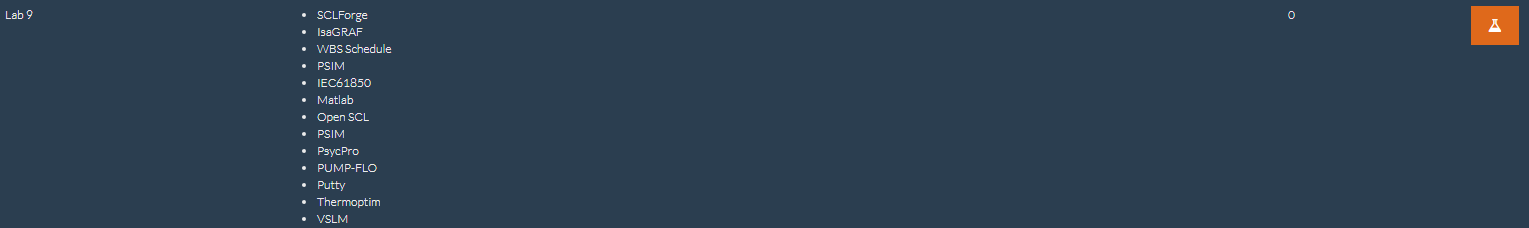 Lab 9
SCLForge
IsaGRAF
WBS Schedule
PSIM
IEC61850
Matlab
Open SCL
PSIM
PsycPro
PUMP-FLO
Putty
Thermoptim
VSLM
0